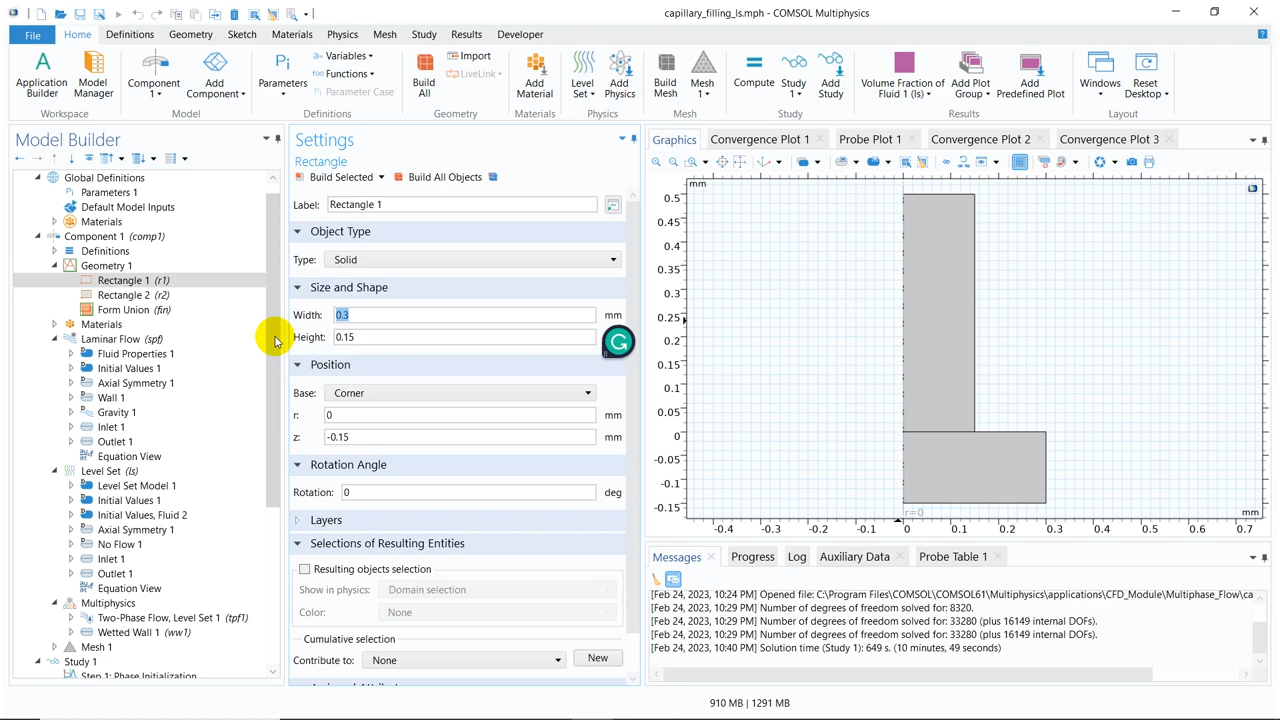 capillary_filling_ls.mph - COMSOL Multiphysics
File Home Definitions Geometry Sketch Materials Physics Mesh Study Results Developer
Application Builder
Model Manager
Workspace
Component 1
Add Component
Model
Pi Parameters
Variables
f(x) Functions
Parameter Case
Definitions
Build All
Import
LiveLink
Geometry
Add Material
Materials
Level Set
Add Physics
Physics
Build Mesh
Mesh 1
Mesh
Compute
Study 1
Add Study
Study
Volume Fraction of Fluid 1 (ls)
Add Plot Group
Add Predefined Plot
Results
Windows
Reset Desktop
Layout
Model Builder
Global Definitions
Pi Parameters 1
Default Model Inputs
Materials
Component 1 (comp1)
Definitions
Geometry 1
Rectangle 1 (r1)
Rectangle 2 (r2)
Form Union (fin)
Materials
Laminar Flow (spf)
Fluid Properties 1
Initial Values 1
Axial Symmetry 1
Wall 1
Gravity 1
Inlet 1
Outlet 1
Equation View
Level Set (ls)
Level Set Model 1
Initial Values 1
Initial Values, Fluid 2
Axial Symmetry 1
No Flow 1
Inlet 1
Outlet 1
Equation View
Multiphysics
Two-Phase Flow, Level Set 1 (tpf1)
Wetted Wall 1 (ww1)
Mesh 1
Study 1
Step 1: Phase Initialization
Settings
Rectangle
Build Selected Build All Objects
Label: Rectangle 1
Object Type
Type: Solid
Size and Shape
Width: 0.3 mm
Height: 0.15
Position
Base: Corner
r: 0 mm
z: -0.15 mm
Rotation Angle
Rotation: 0 deg
Layers
Selection of Resulting Entities
Resulting objects selection
Show in physics: Domain selection
Color: None
Cumulative selection
Contribute to: None New
Graphics Convergence Plot 1 Probe Plot 1 Convergence Plot 2 Convergence Plot 3
mm
0.5
0.45
0.4
0.35
0.3
0.25
0.2
0.15
0.1
0.05
0
-0.05
-0.1
-0.15
r=0
mm
-0.4 -0.3 -0.2 -0.1 0 0.1 0.2 0.3 0.4 0.5 0.6 0.7
Messages Progress Log Auxiliary Data Probe Table 1
[Feb 24, 2023, 10:24 PM] Opened file: C:\Program Files\COMSOL\COMSOL61\Multiphysics\applications\CFD_Module\Multiphase_Flow\ca
[Feb 24, 2023, 10:29 PM] Number of degrees of freedom solved for: 8320.
[Feb 24, 2023, 10:29 PM] Number of degrees of freedom solved for: 33280 (plus 16149 internal DOFs).
[Feb 24, 2023, 10:29 PM] Number of degrees of freedom solved for: 33280 (plus 16149 internal DOFs).
[Feb 24, 2023, 10:40 PM] Solution time (Study 1): 649 s. (10 minutes, 49 seconds)
910 MB | 1291 MB